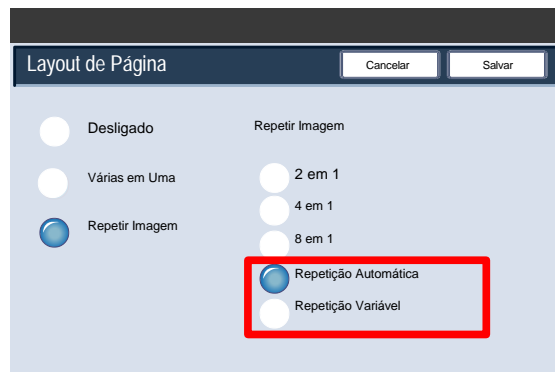 Layout de Página
Cancelar
Salvar
Desligado
Várias em Uma
Repetir Imagem
Repetir Imagem
2 em 1
4 em 1
8 em 1
Repetição Automática
Repetição Variável